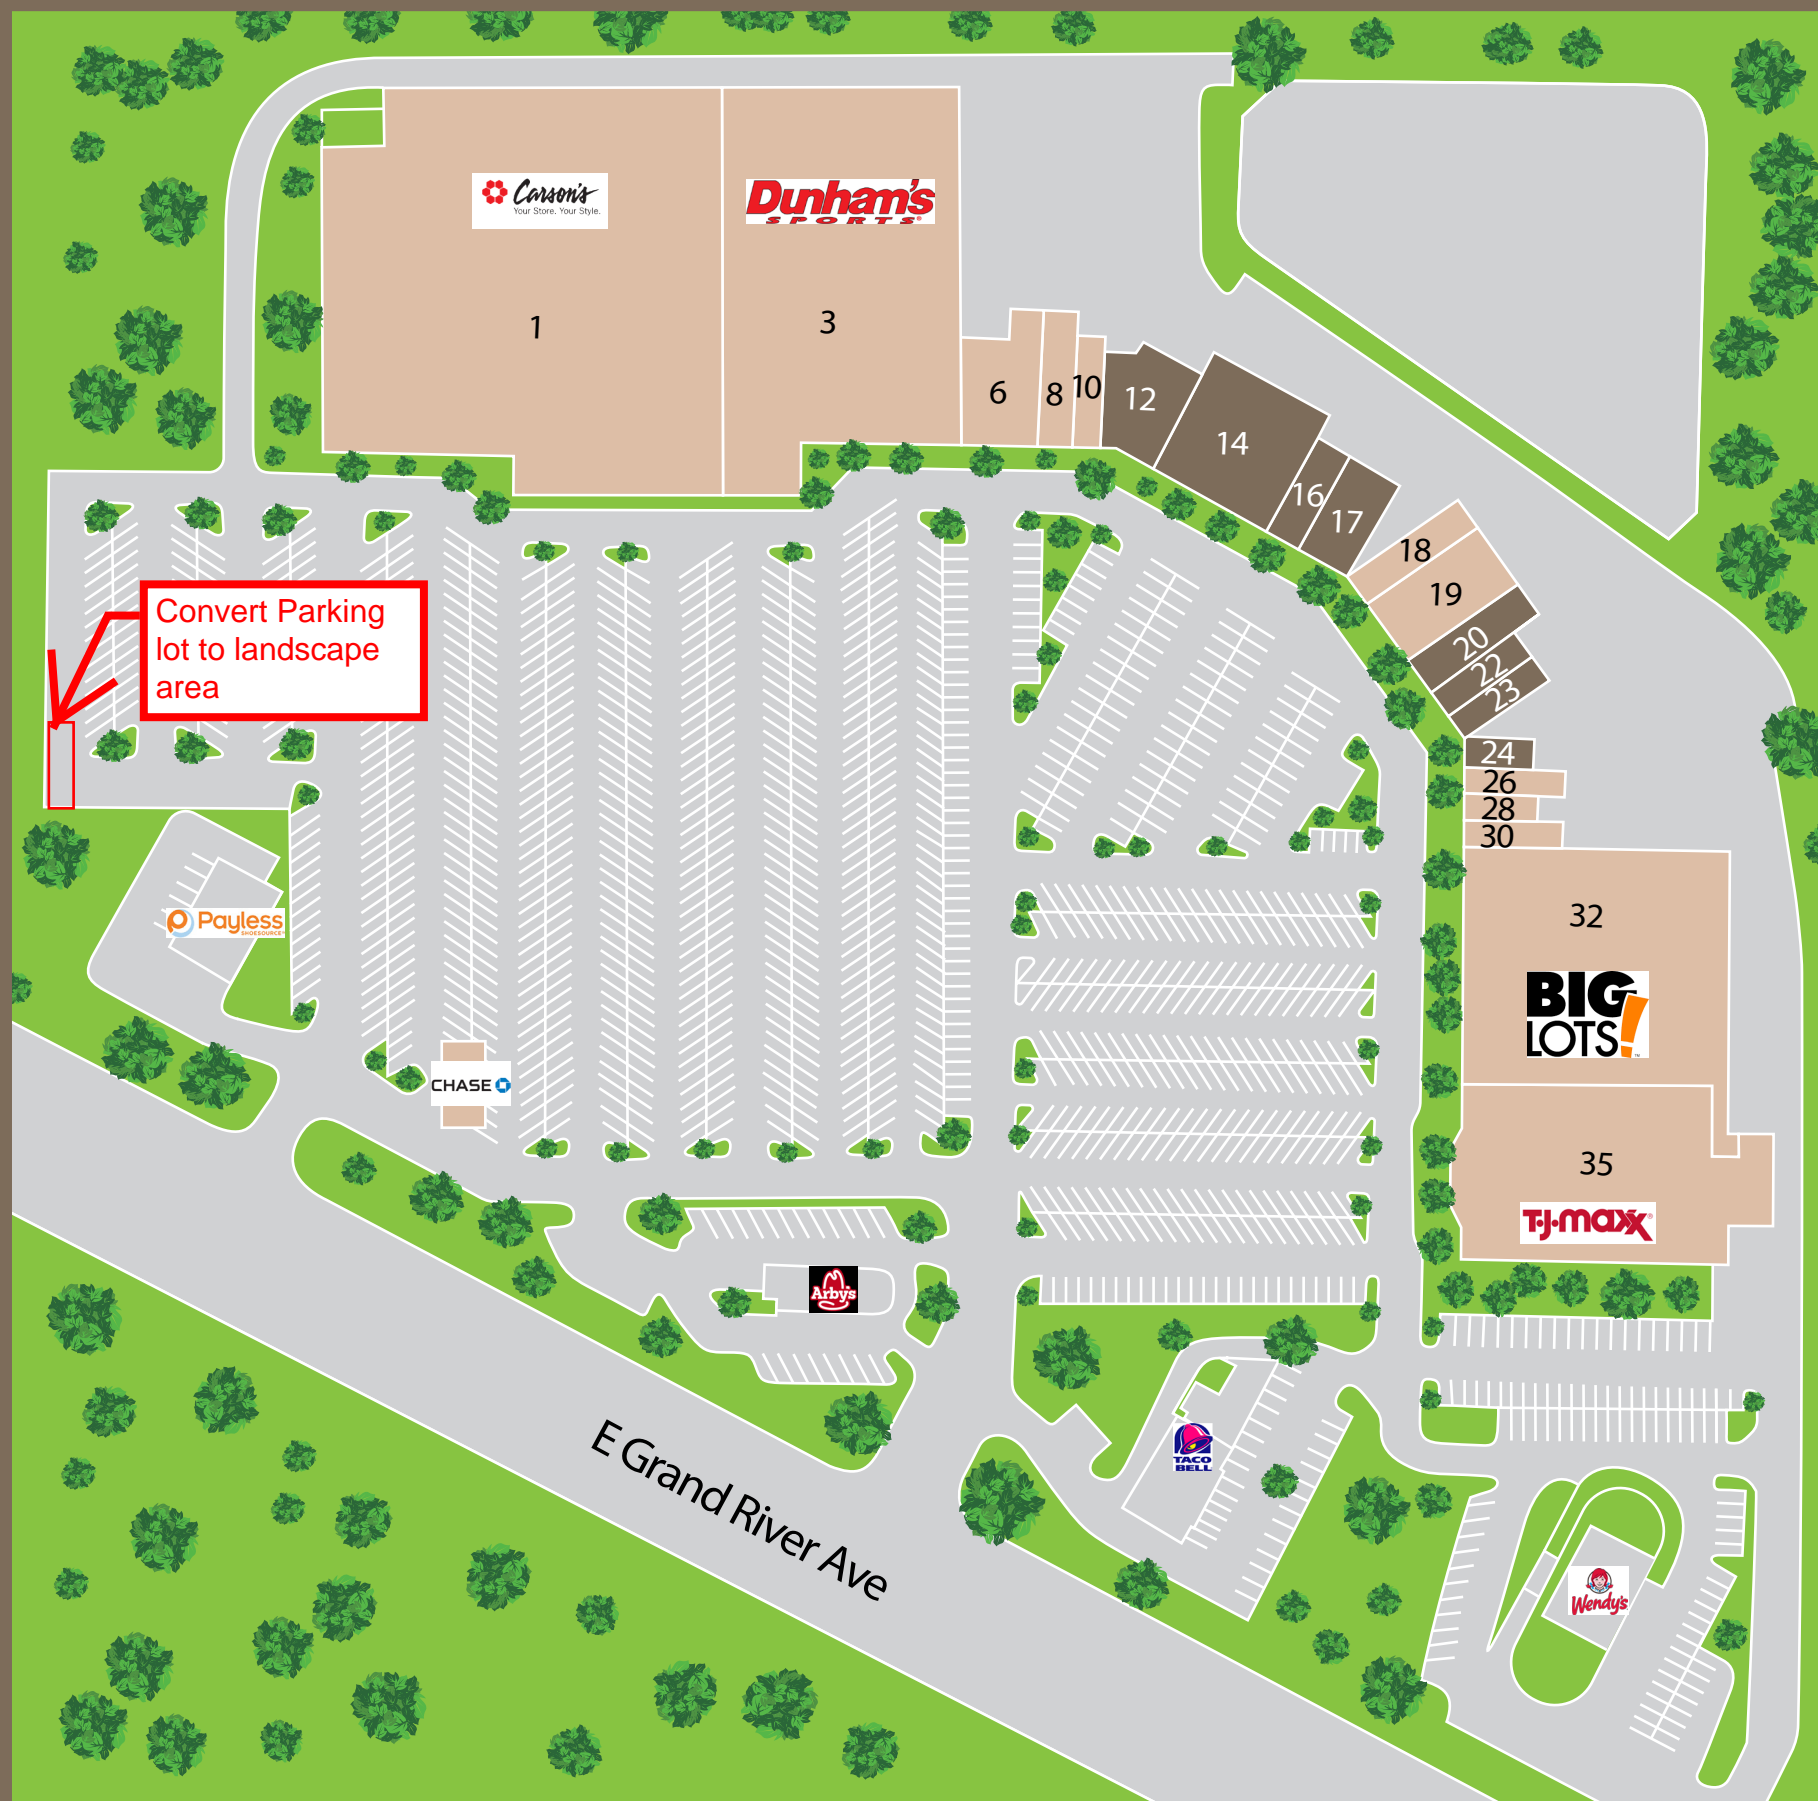 Carson's
Your Store. Your Style.
Dunham's
SPORTS
1
3
6
8
10
12
14
16
17
18
19
20
22
23
24
26
28
30
32
BIG
LOTS!
35
T.J.maxx
Convert Parking
lot to landscape
area
Payless
SHOESOURCE
CHASE
Arby's
TACO
BELL
Wendy's
E Grand River Ave